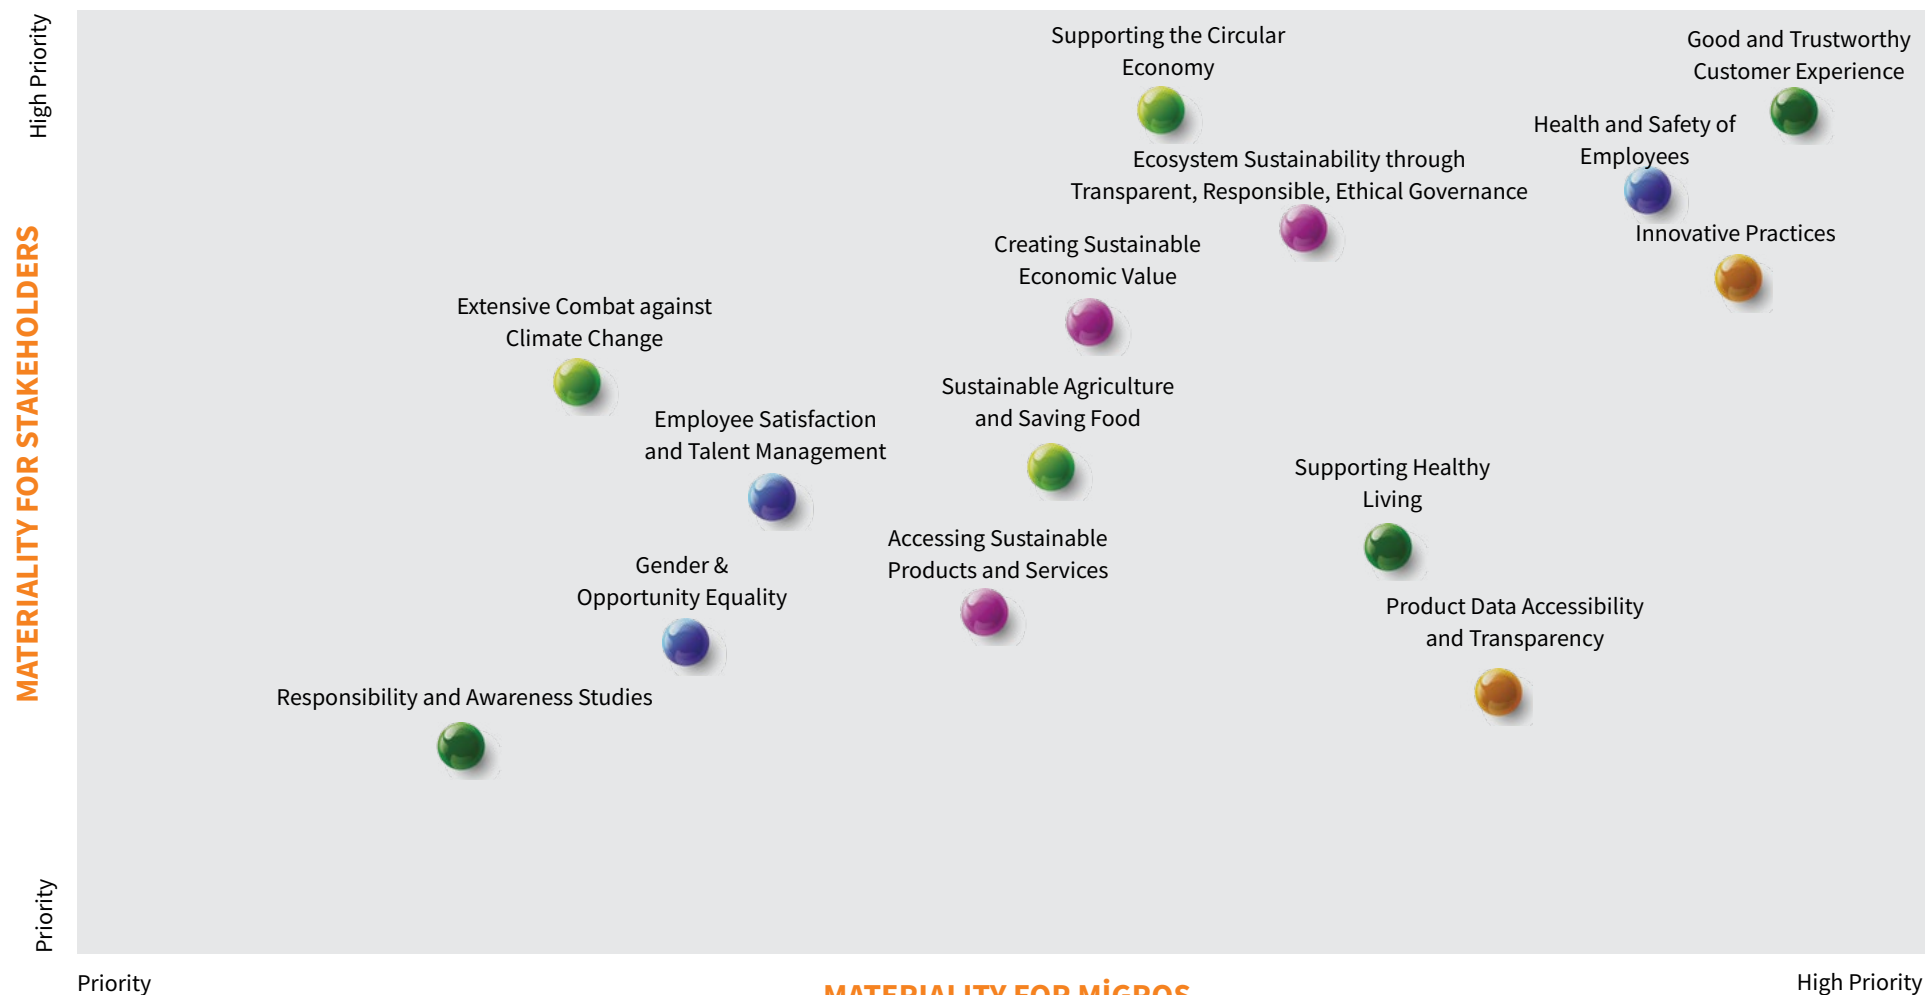 High Priority
MATERIALITY FOR STAKEHOLDERS
Priority
Supporting the Circular
Economy
Good and Trustworthy
Customer Experience
Health and Safety of
Employees
Ecosystem Sustainability through
Transparent, Responsible, Ethical Governance
Innovative Practices
Creating Sustainable
Economic Value
Extensive Combat against
Climate Change
Sustainable Agriculture
and Saving Food
Employee Satisfaction
and Talent Management
Supporting Healthy
Living
Accessing Sustainable
Products and Services
Gender &
Opportunity Equality
Product Data Accessibility
and Transparency
Responsibility and Awareness Studies
Priority
MATERIALITY FOR MİGROS
High Priority